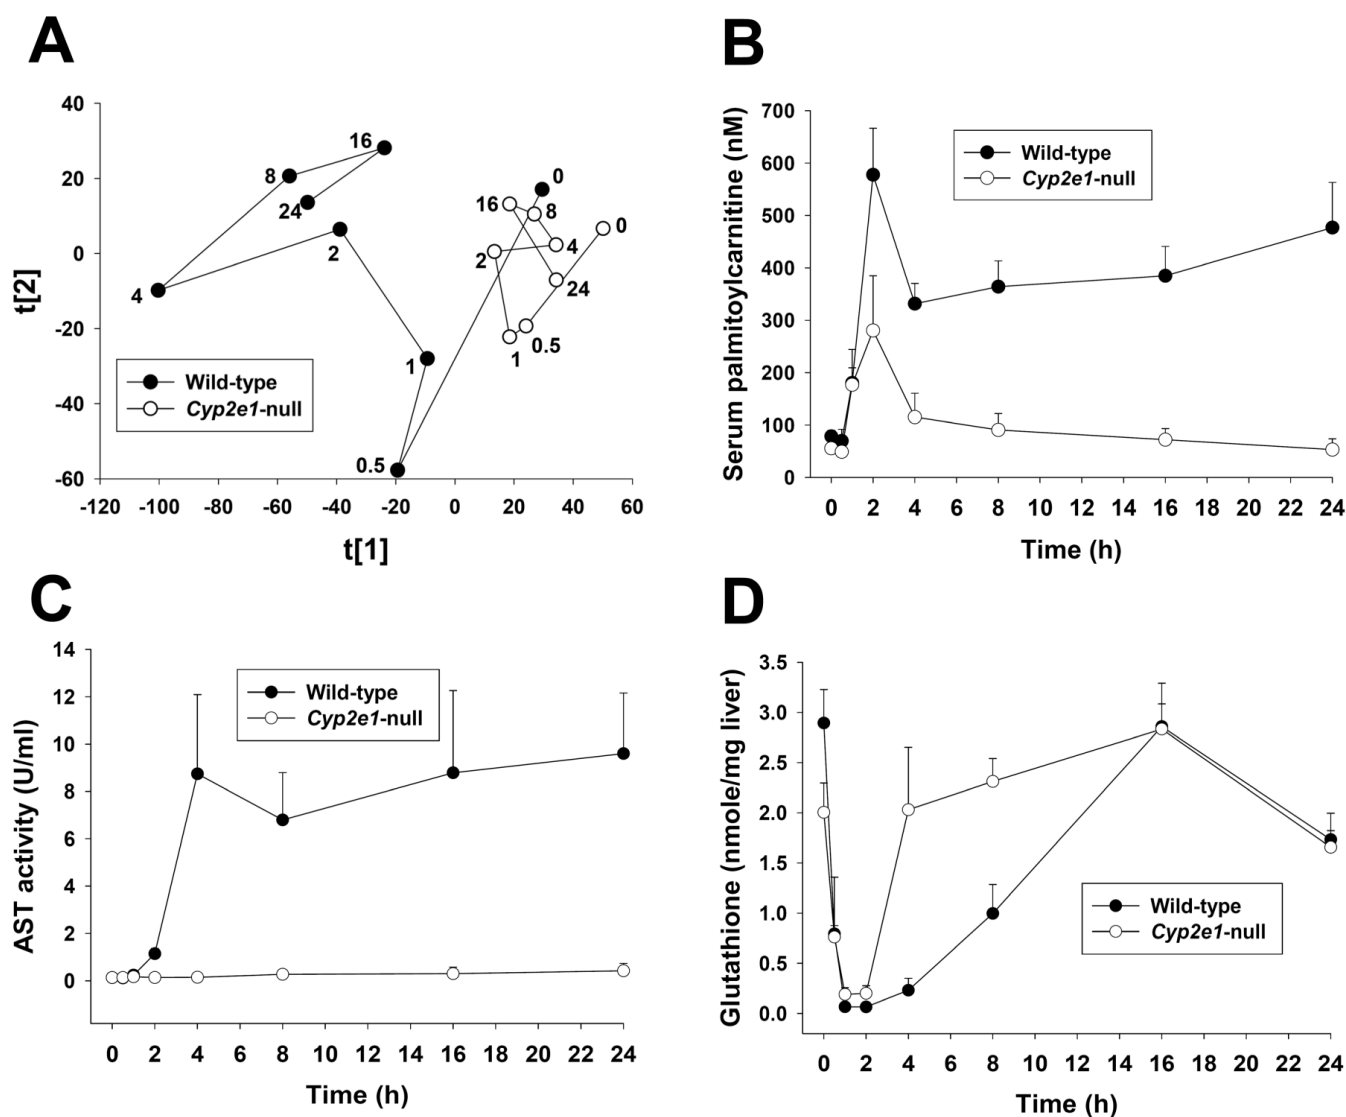 A
t[2]
40
20
0
-20
-40
-60
-120
-100
-80
-60
-40
-20
0
20
40
60
t[1]
16
8
24
2
4
1
0.5
0
16
8
0
4
2
24
0.5
1
Wild-type
Cyp2e1-null
B
Serum palmitoylcarnitine (nM)
700
600
500
400
300
200
100
0
0 2 4 6 8 10 12 14 16 18 20 22 24
Time (h)
Wild-type
Cyp2e1-null
C
AST activity (U/ml)
14
12
10
8
6
4
2
0
0 2 4 6 8 10 12 14 16 18 20 22 24
Time (h)
Wild-type
Cyp2e1-null
D
Glutathione (nmole/mg liver)
3.5
3.0
2.5
2.0
1.5
1.0
0.5
0.0
0 2 4 6 8 10 12 14 16 18 20 22 24
Time (h)
Wild-type
Cyp2e1-null